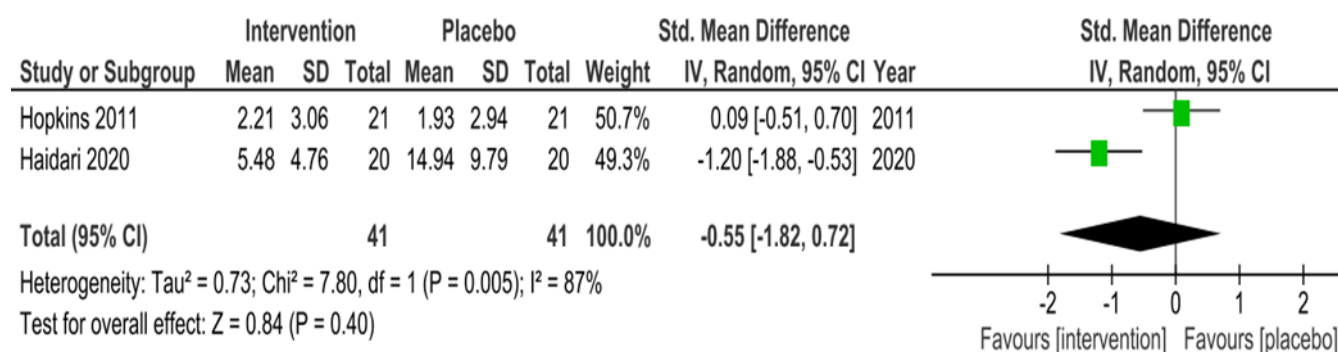 Intervention Placebo Std. Mean Difference Std. Mean Difference
Study or Subgroup Mean SD Total Mean SD Total Weight IV, Random, 95% CI Year IV, Random, 95% CI
Hopkins 2011 2.21 3.06 21 1.93 2.94 21 50.7% 0.09 [-0.51, 0.70] 2011
Haidari 2020 5.48 4.76 20 14.94 9.79 20 49.3% -1.20 [-1.88, -0.53] 2020
Total (95% CI) 41 41 100.0% -0.55 [-1.82, 0.72]
Heterogeneity: Tau² = 0.73; Chi² = 7.80, df = 1 (P = 0.005); I² = 87%
Test for overall effect: Z = 0.84 (P = 0.40)
-2 -1 0 1 2
Favours [intervention] Favours [placebo]